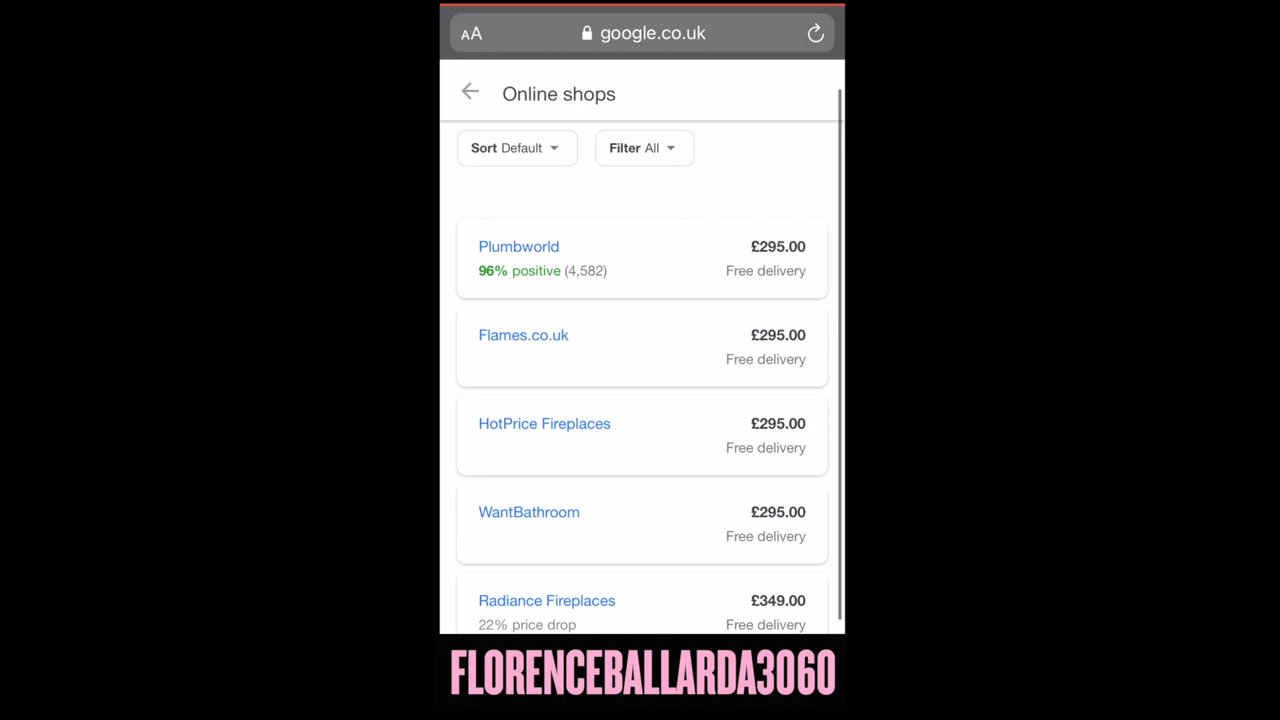 AA google.co.uk
Online shops
Sort Default Filter All
Plumbworld £295.00
96% positive (4,582) Free delivery
Flames.co.uk £295.00
Free delivery
HotPrice Fireplaces £295.00
Free delivery
WantBathroom £295.00
Free delivery
Radiance Fireplaces £349.00
22% price drop Free delivery
FLORENCEBALLARDA3060